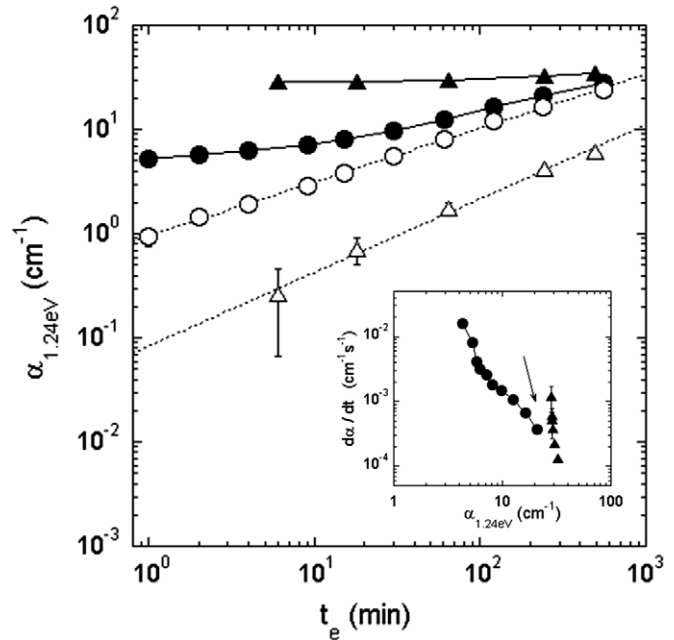 10²
10¹
10⁰
10⁻¹
10⁻²
10⁻³
α₁.₂₄ₑV (cm⁻¹)
10⁰ 10¹ 10² 10³
tₑ (min)
10⁻²
10⁻³
10⁻⁴
dα / dt (cm⁻¹s⁻¹)
1 10 100
α₁.₂₄ₑV (cm⁻¹)